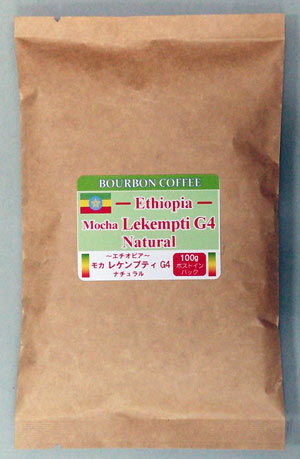 BOURBON COFFEE
— Ethiopia —
Mocha Lekempti G4
Natural
～エチオピア～
モカ レケンプティ G4
ナチュラル
100g
ポストイン
パック